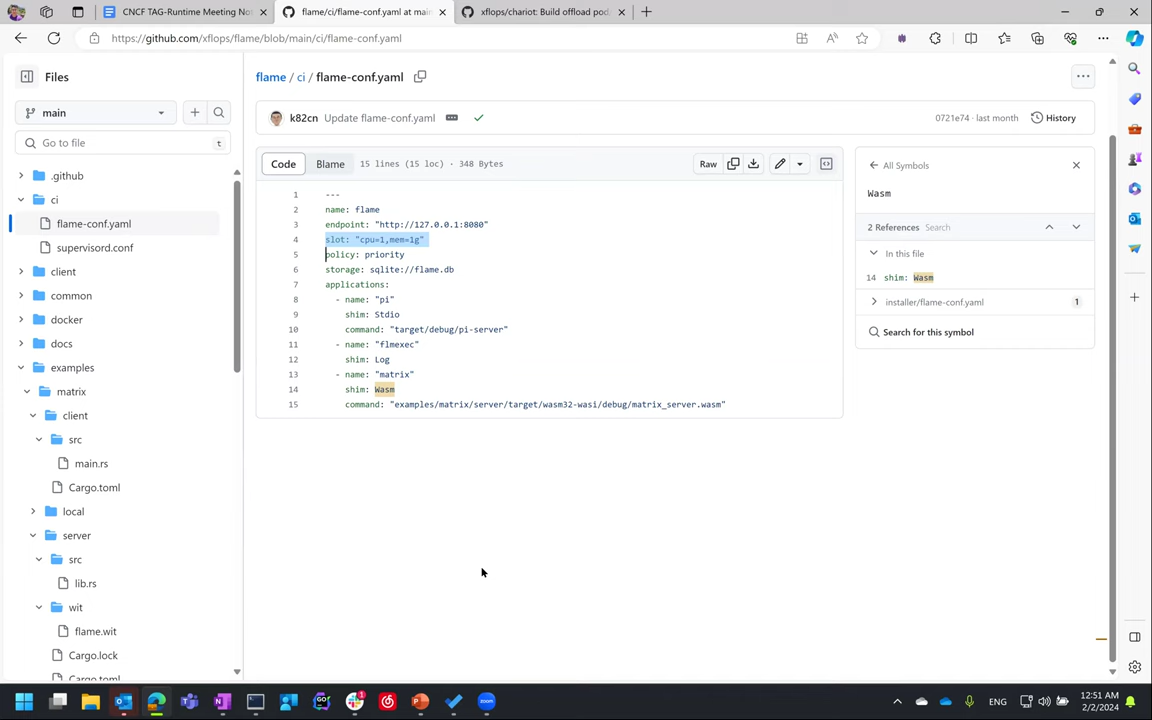 CNCF TAG-Runtime Meeting Not
flame/ci/flame-conf.yaml at main
xflops/chariot: Build offload pod
https://github.com/xflops/flame/blob/main/ci/flame-conf.yaml
Files
flame / ci / flame-conf.yaml
main
k82cn Update flame-conf.yaml
0721e74 · last month
History
Go to file
t
Code
Blame
15 lines (15 loc) · 348 Bytes
Raw
All Symbols
.github
ci
flame-conf.yaml
supervisord.conf
client
common
docker
docs
examples
matrix
client
src
main.rs
Cargo.toml
local
server
src
lib.rs
wit
flame.wit
Cargo.lock
Cargo.toml
1 ---
2 name: flame
3 endpoint: "http://127.0.0.1:8080"
4 slot: "cpu=1,mem=1g"
5 policy: priority
6 storage: sqlite://flame.db
7 applications:
8 - name: "pi"
9 shim: Stdio
10 command: "target/debug/pi-server"
11 - name: "flmexec"
12 shim: Log
13 - name: "matrix"
14 shim: Wasm
15 command: "examples/matrix/server/target/wasm32-wasi/debug/matrix_server.wasm"
Wasm
2 References Search
In this file
14 shim: Wasm
installer/flame-conf.yaml 1
Search for this symbol
ENG
12:51 AM
2/2/2024